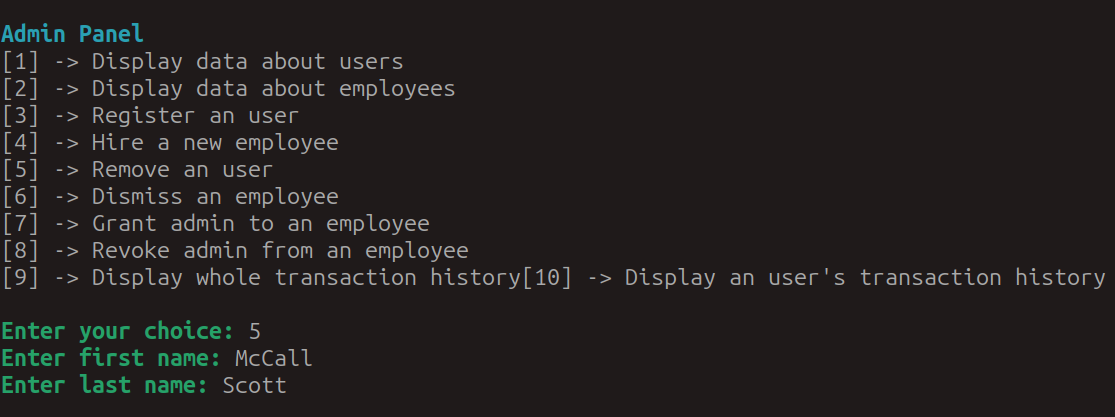 Admin Panel
[1] -> Display data about users
[2] -> Display data about employees
[3] -> Register an user
[4] -> Hire a new employee
[5] -> Remove an user
[6] -> Dismiss an employee
[7] -> Grant admin to an employee
[8] -> Revoke admin from an employee
[9] -> Display whole transaction history[10] -> Display an user's transaction history
Enter your choice: 5
Enter first name: McCall
Enter last name: Scott